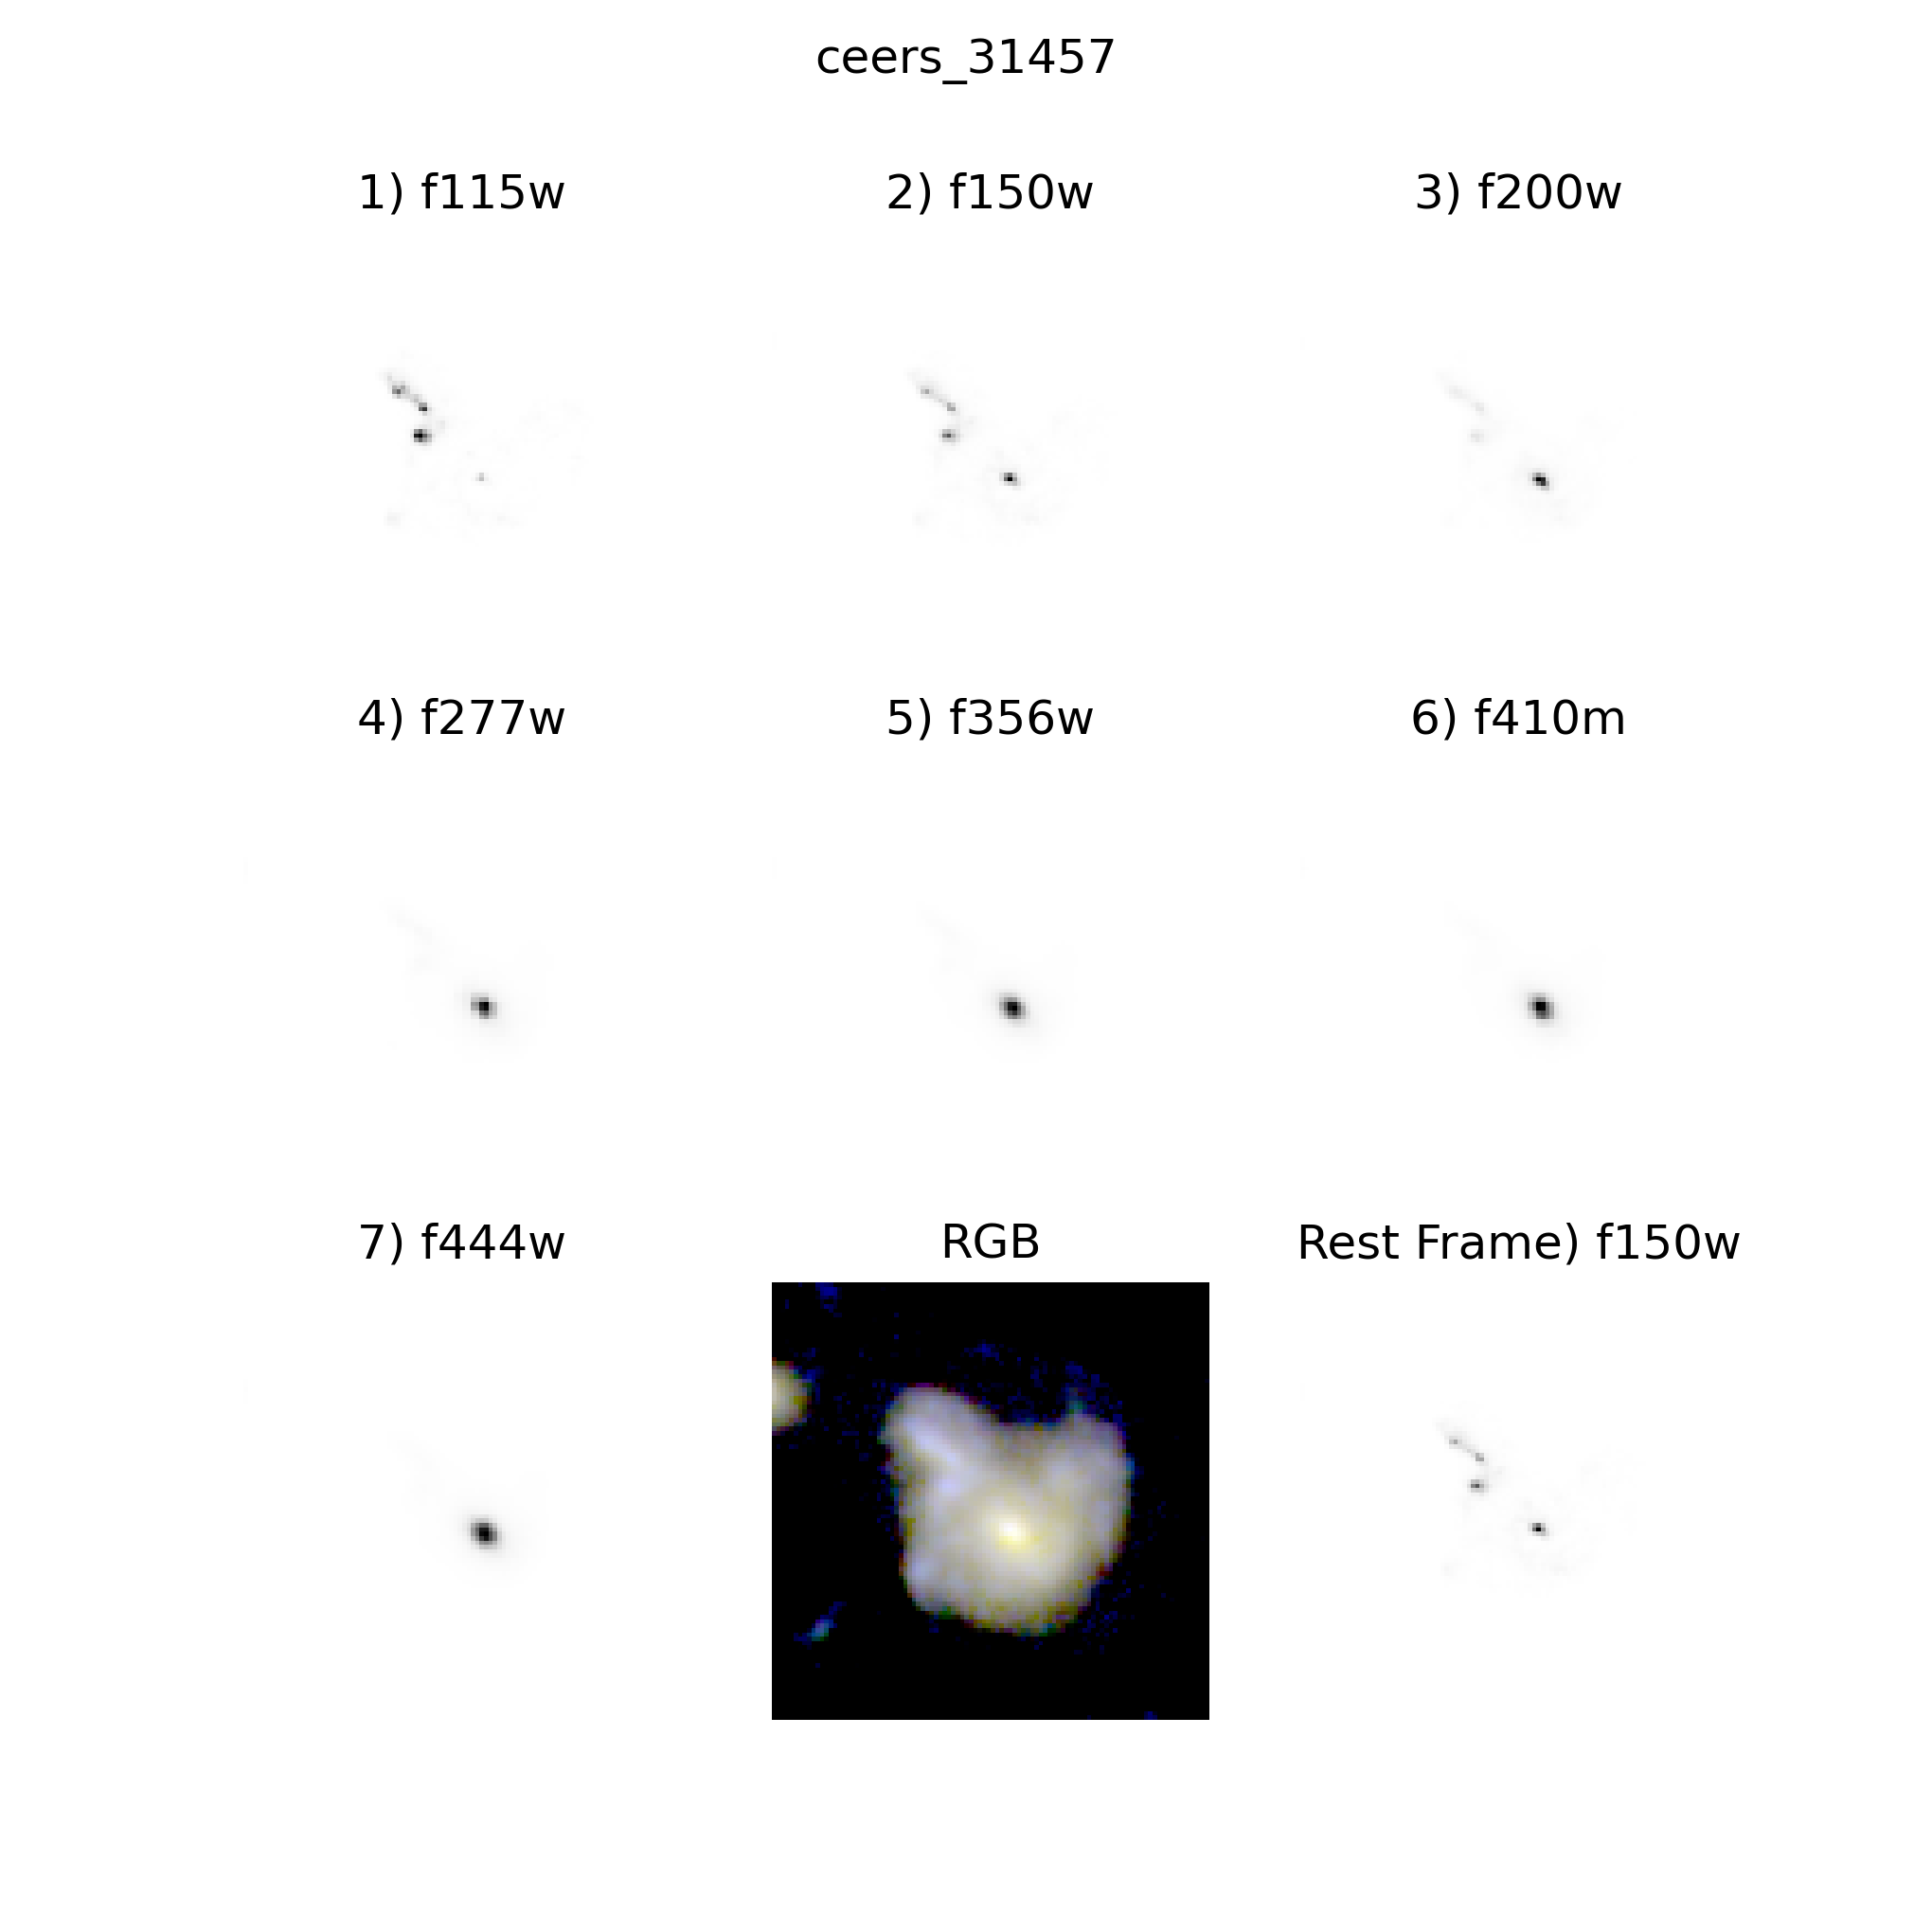 ceers_31457
1) f115w
2) f150w
3) f200w
4) f277w
5) f356w
6) f410m
7) f444w
RGB
Rest Frame) f150w